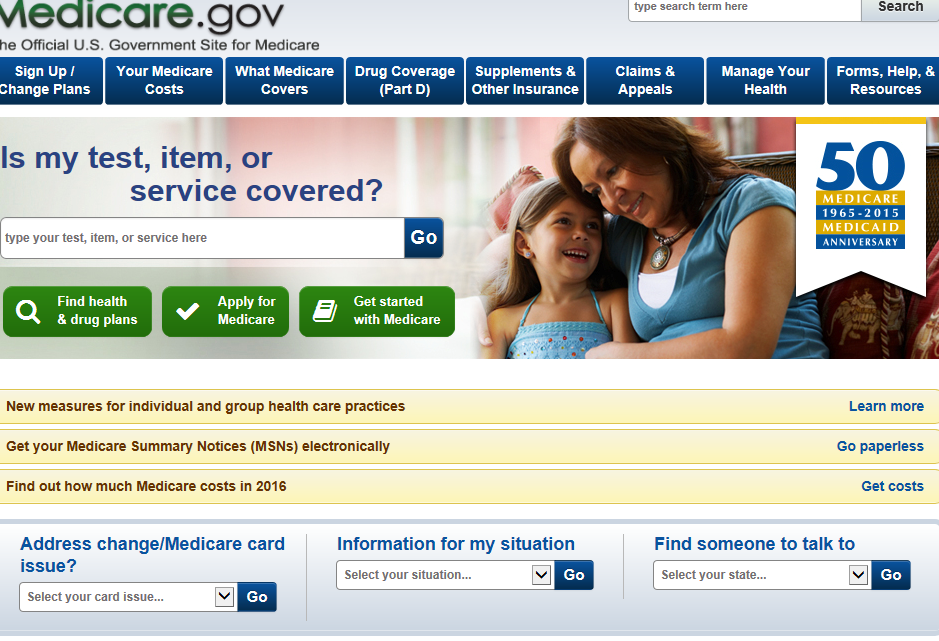 Medicare.gov
type search term here
Search
he Official U.S. Government Site for Medicare
Sign Up /
Change Plans
Your Medicare
Costs
What Medicare
Covers
Drug Coverage
(Part D)
Supplements &
Other Insurance
Claims &
Appeals
Manage Your
Health
Forms, Help, &
Resources
Is my test, item, or
service covered?
type your test, item, or service here
Go
Find health
& drug plans
Apply for
Medicare
Get started
with Medicare
50
MEDICARE
1965-2015
MEDICAID
ANNIVERSARY
New measures for individual and group health care practices
Learn more
Get your Medicare Summary Notices (MSNs) electronically
Go paperless
Find out how much Medicare costs in 2016
Get costs
Address change/Medicare card
issue?
Select your card issue...
Go
Information for my situation
Select your situation...
Go
Find someone to talk to
Select your state...
Go